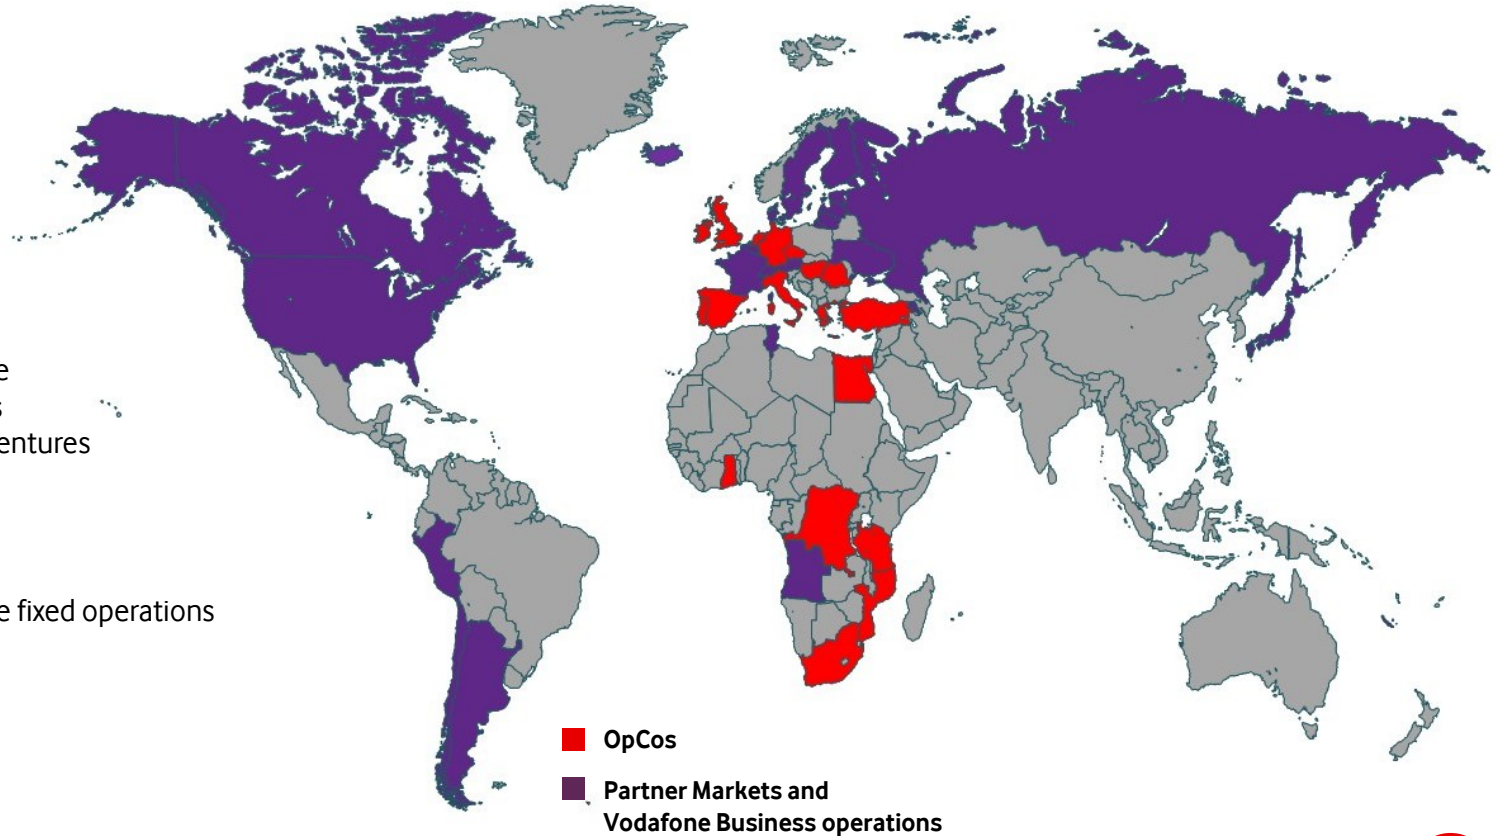 e
s
entures
e fixed operations
OpCos
Partner Markets and
Vodafone Business operations